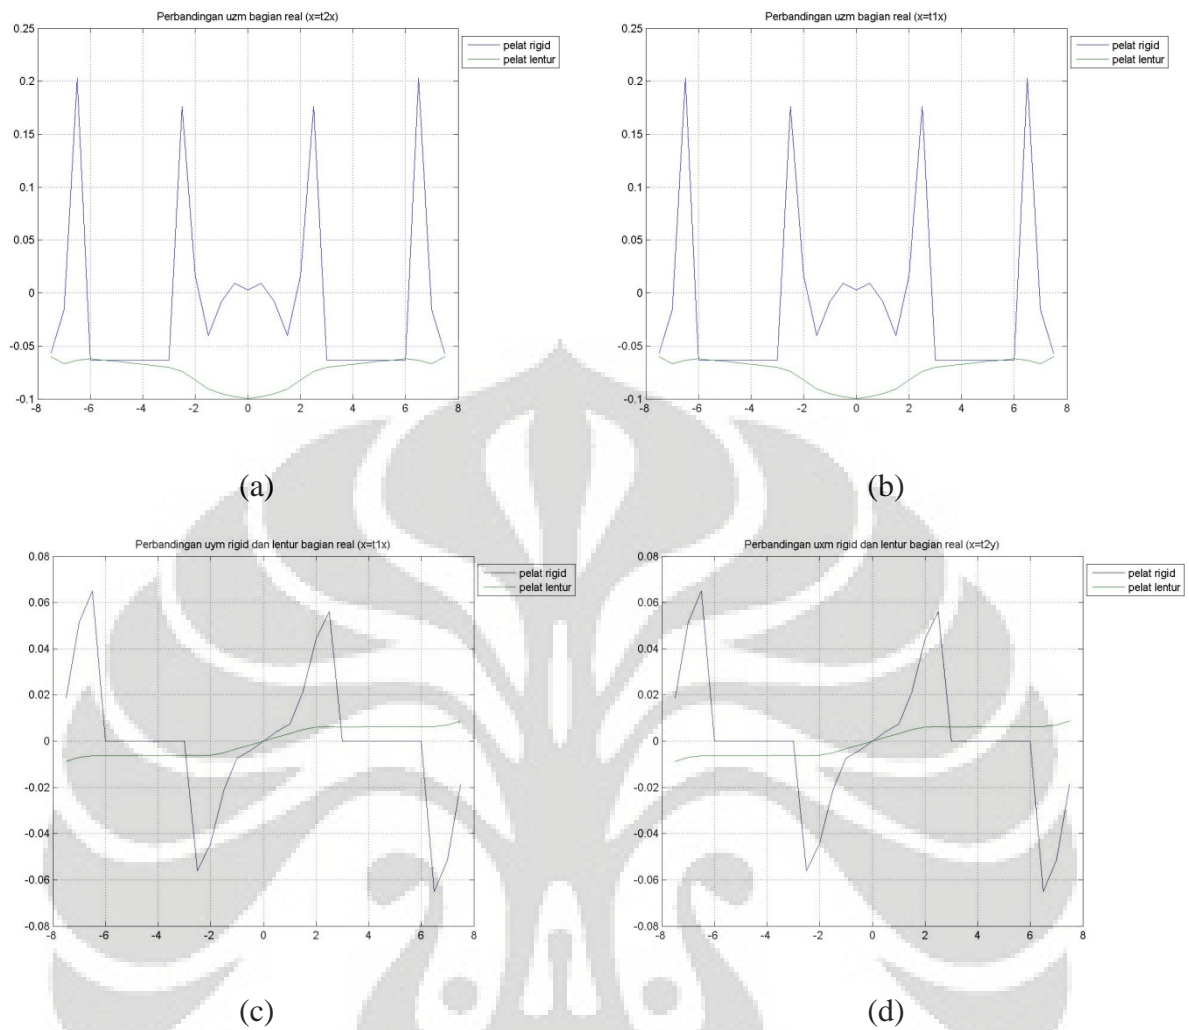 Perbandingan uzm bagian real (x=t2x)
0.25
0.2
0.15
0.1
0.05
0
-0.05
-0.1
-8 -6 -4 -2 0 2 4 6 8
pelat rigid
pelat lentur
(a)
Perbandingan uzm bagian real (x=t1x)
0.25
0.2
0.15
0.1
0.05
0
-0.05
-0.1
-8 -6 -4 -2 0 2 4 6 8
pelat rigid
pelat lentur
(b)
Perbandingan uym rigid dan lentur bagian real (x=t1x)
0.08
0.06
0.04
0.02
0
-0.02
-0.04
-0.06
-0.08
-8 -6 -4 -2 0 2 4 6 8
pelat rigid
pelat lentur
(c)
Perbandingan uxm rigid dan lentur bagian real (x=t2y)
0.08
0.06
0.04
0.02
0
-0.02
-0.04
-0.06
-0.08
-8 -6 -4 -2 0 2 4 6 8
pelat rigid
pelat lentur
(d)